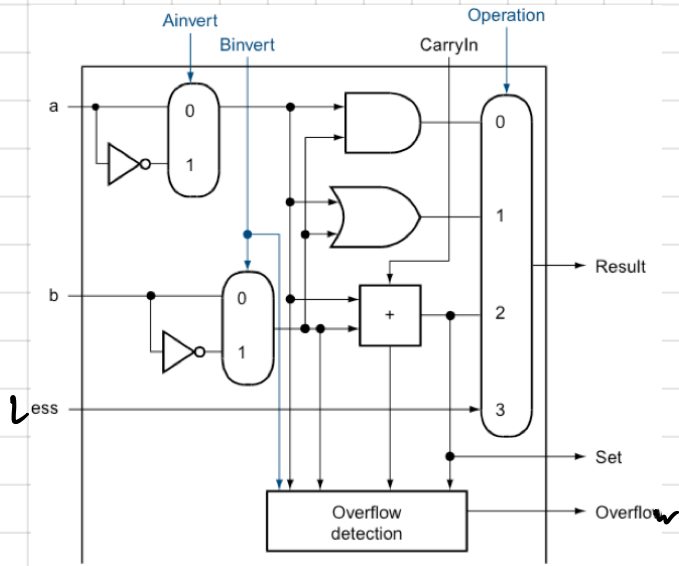 Operation
Ainvert
Binvert
CarryIn
a
0
1
0
1
Result
b
0
1
+
2
Less
3
Set
Overflow
detection
Overflow